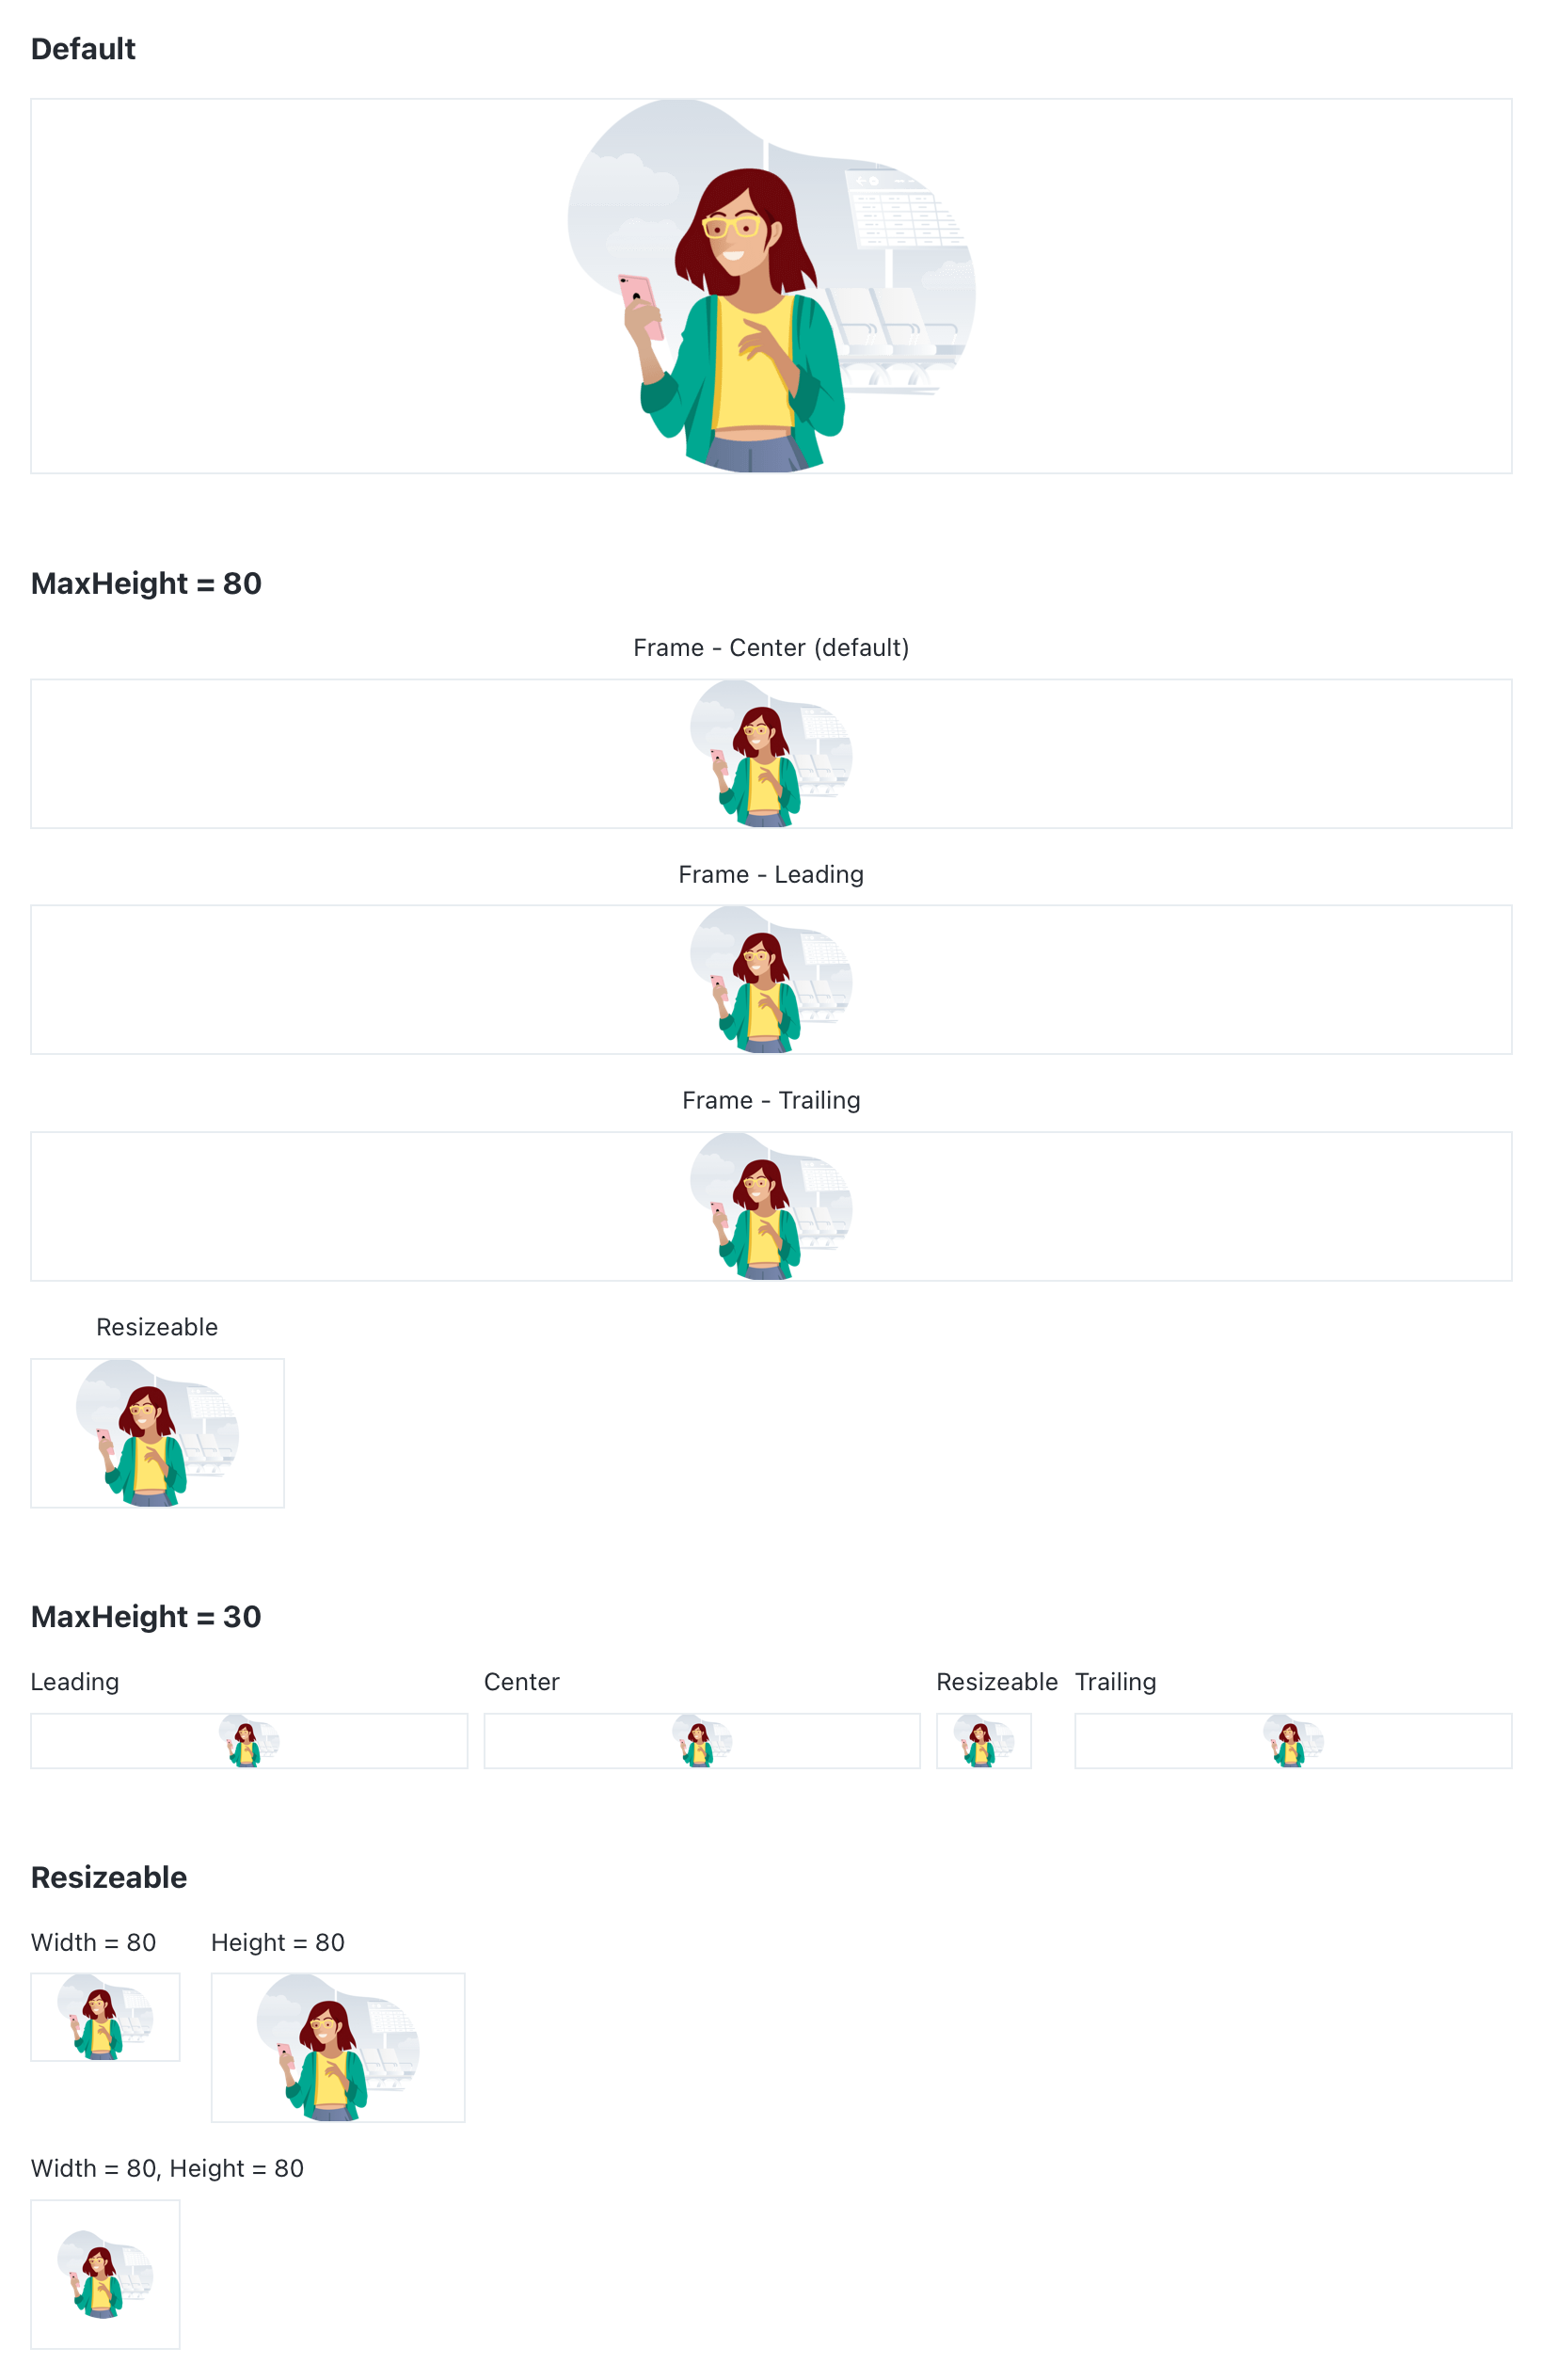 Default
MaxHeight = 80
Frame - Center (default)
Frame - Leading
Frame - Trailing
Resizeable
MaxHeight = 30
Leading Center Resizeable Trailing
Resizeable
Width = 80 Height = 80
Width = 80, Height = 80